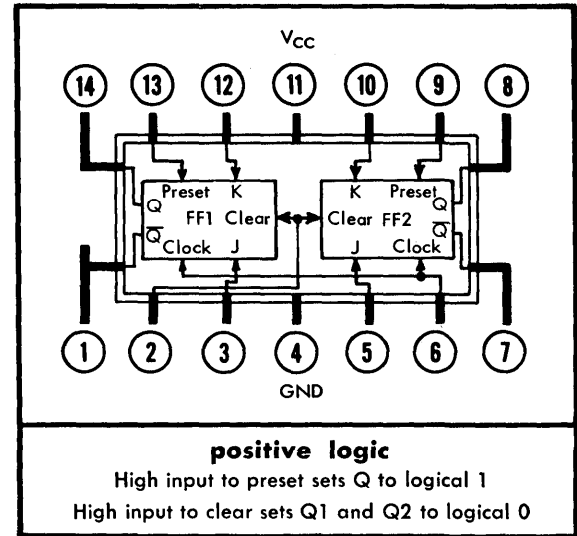 VCC
14 13 12 11 10 9 8
Preset K K Preset
Q FF1 Clear Clear FF2 Q
Q̅ Clock J J Clock Q̅
1 2 3 4 5 6 7
GND
positive logic
High input to preset sets Q to logical 1
High input to clear sets Q1 and Q2 to logical 0